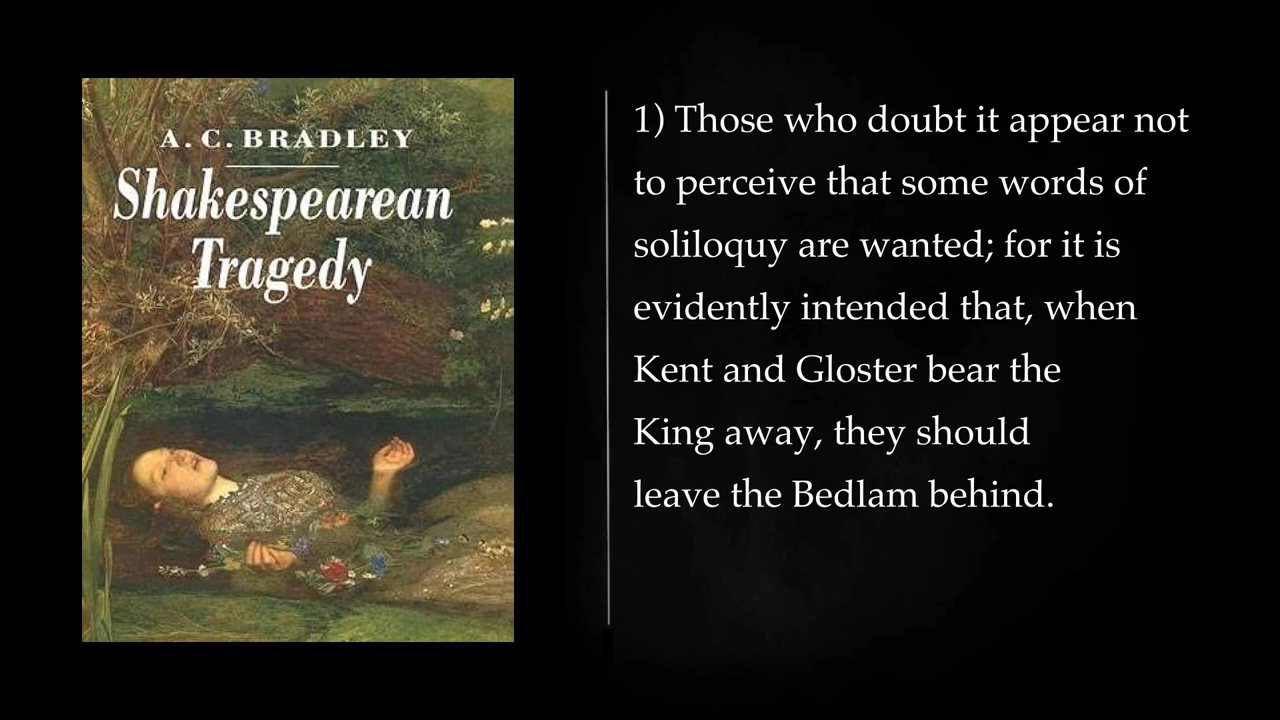 A. C. BRADLEY
Shakespearean
Tragedy
1) Those who doubt it appear not
to perceive that some words of
soliloquy are wanted; for it is
evidently intended that, when
Kent and Gloster bear the
King away, they should
leave the Bedlam behind.